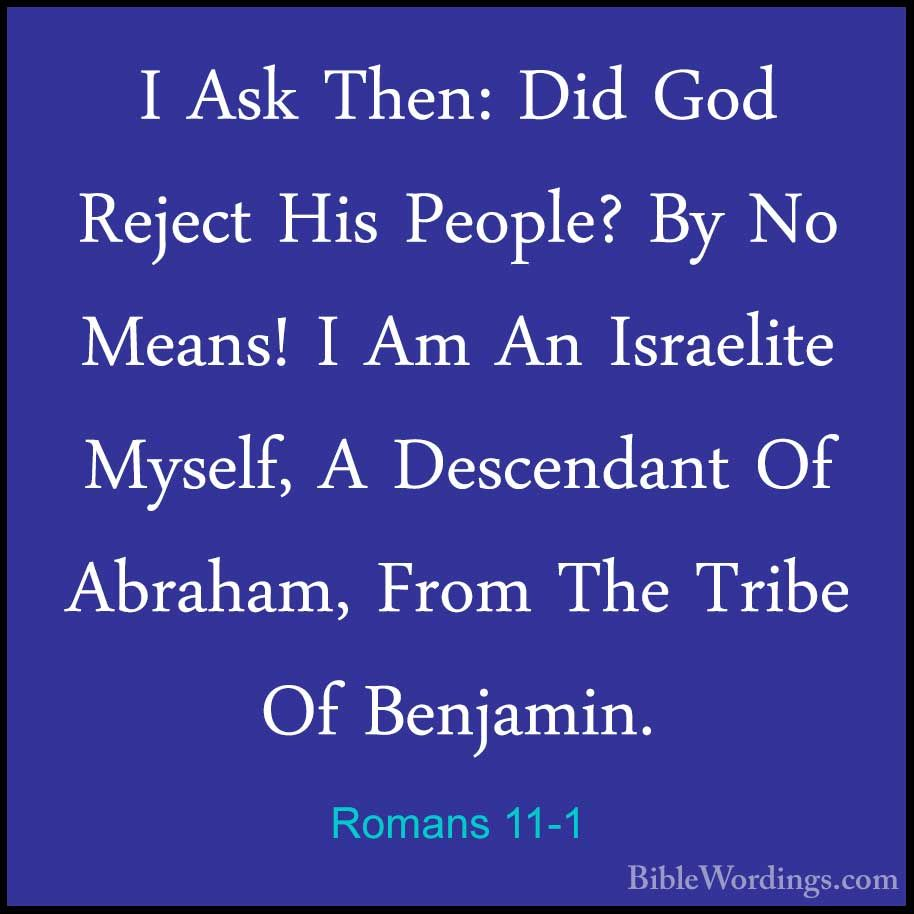 I Ask Then: Did God
Reject His People? By No
Means! I Am An Israelite
Myself, A Descendant Of
Abraham, From The Tribe
Of Benjamin.
Romans 11-1
BibleWordings.com